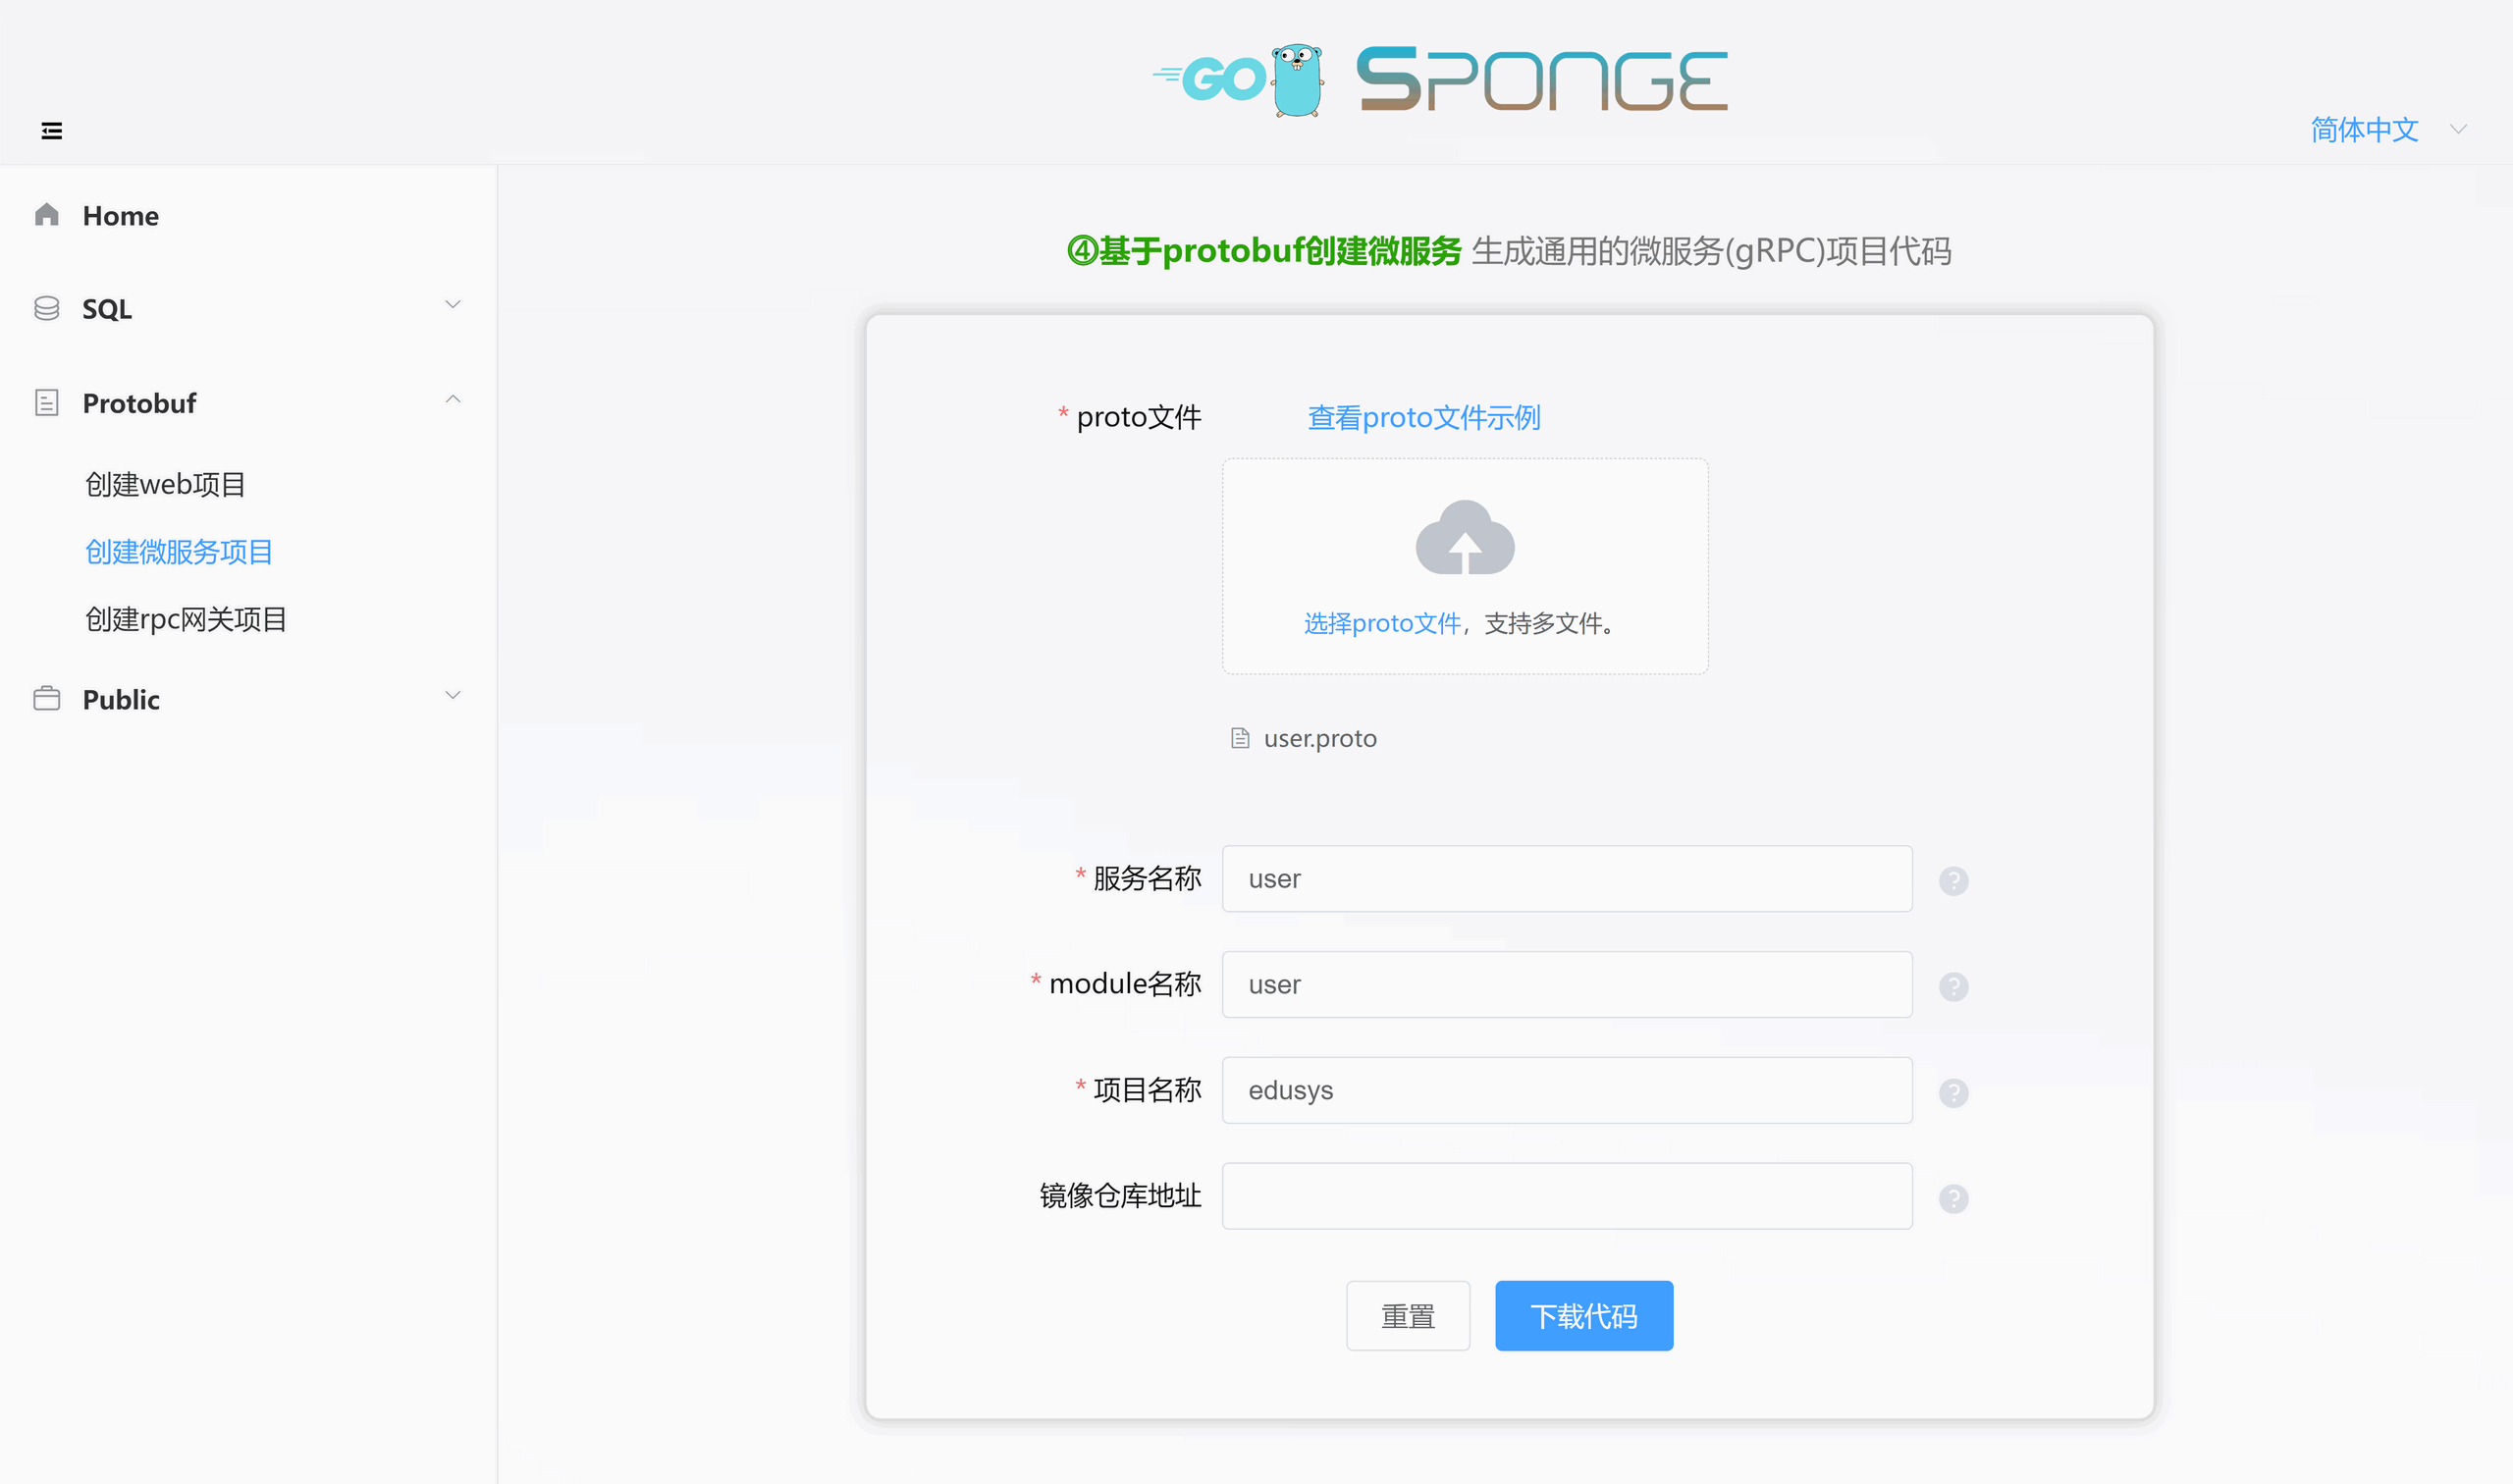 GO SPONGE
简体中文
Home
SQL
Protobuf
创建web项目
创建微服务项目
创建rpc网关项目
Public
④基于protobuf创建微服务 生成通用的微服务(gRPC)项目代码
* proto文件 查看proto文件示例
选择proto文件，支持多文件。
user.proto
* 服务名称 user ?
* module名称 user ?
* 项目名称 edusys ?
镜像仓库地址 ?
重置 下载代码